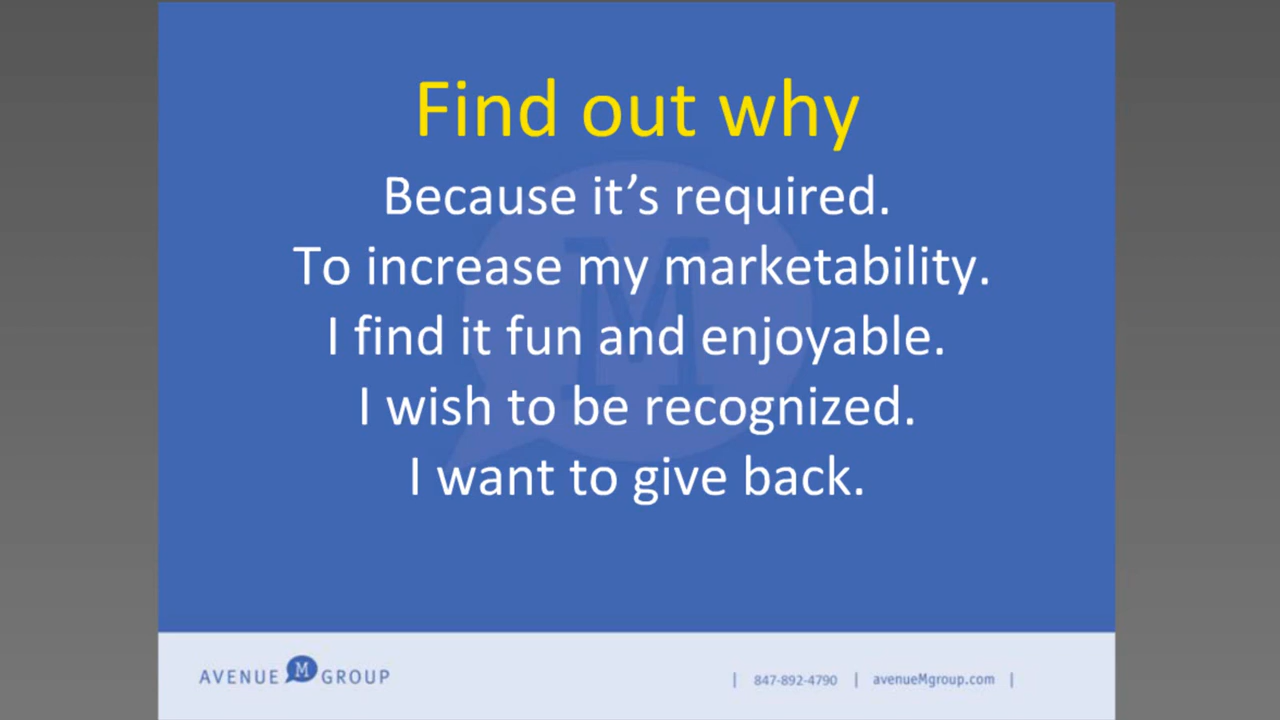 Find out why
Because it’s required.
To increase my marketability.
I find it fun and enjoyable.
I wish to be recognized.
I want to give back.
M
AVENUE M GROUP
| 847-892-4790 | avenueMgroup.com |